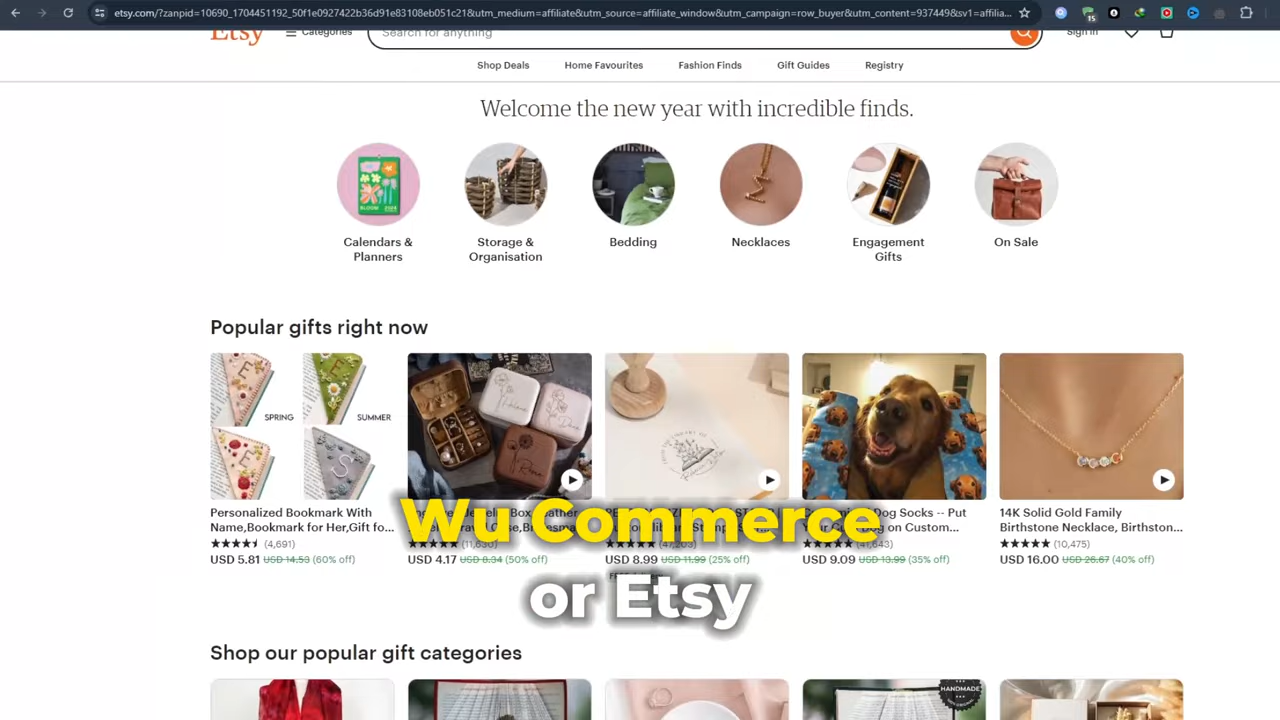 etsy.com/?zanpid=10690_1704451192_50f1e0927422b36d91e83108eb051c21&utm_medium=affiliate&utm_source=affiliate_window&utm_campaign=row_buyer&utm_content=937449&sv1=affilia...
15
Etsy
Categories
Search for anything
Sign in
Shop Deals
Home Favourites
Fashion Finds
Gift Guides
Registry
Welcome the new year with incredible finds.
BLOOM 2024
Calendars &
Planners
Storage &
Organisation
Bedding
Necklaces
Engagement
Gifts
On Sale
Popular gifts right now
SPRING
SUMMER
Personalized Bookmark With
Name,Bookmark for Her,Gift fo...
(4,691)
USD 5.81 USD 14.53 (60% off)
USD 4.17 USD 8.34 (50% off)
USD 8.99 USD 11.99 (25% off)
Dog Socks -- Put
on Custom...
USD 9.09 USD 13.99 (35% off)
14K Solid Gold Family
Birthstone Necklace, Birthston...
(10,475)
USD 16.00 USD 26.67 (40% off)
Wu Commerce
or Etsy
Shop our popular gift categories
HANDMADE